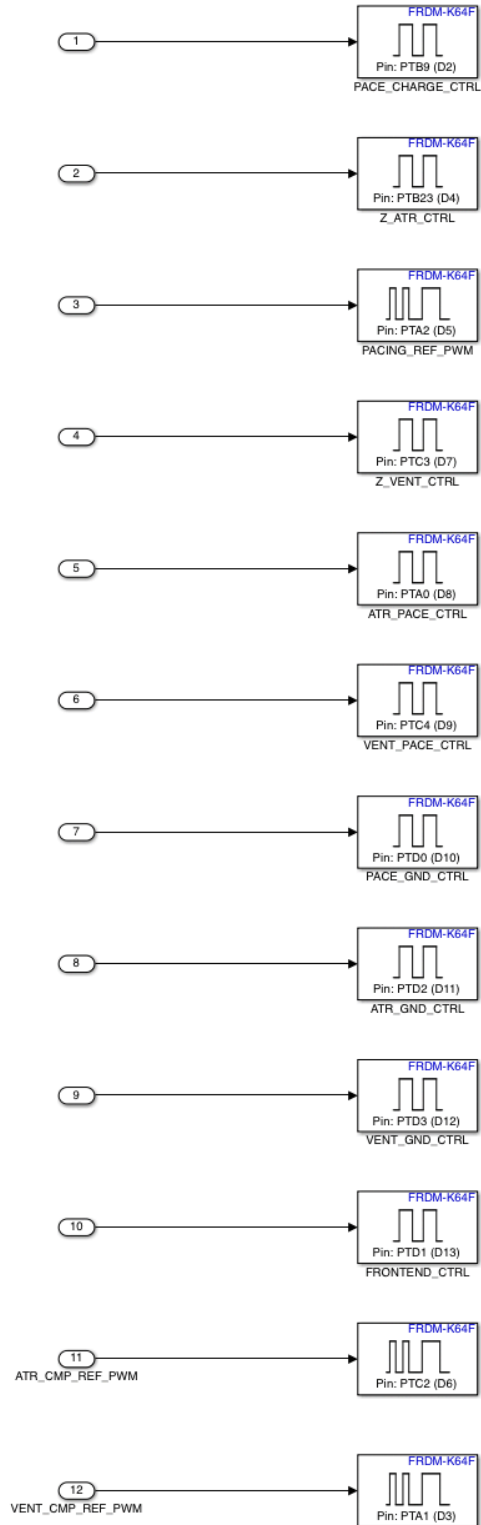 FRDM-K64F
1
Pin: PTB9 (D2)
PACE_CHARGE_CTRL
FRDM-K64F
2
Pin: PTB23 (D4)
Z_ATR_CTRL
FRDM-K64F
3
Pin: PTA2 (D5)
PACING_REF_PWM
FRDM-K64F
4
Pin: PTC3 (D7)
Z_VENT_CTRL
FRDM-K64F
5
Pin: PTA0 (D8)
ATR_PACE_CTRL
FRDM-K64F
6
Pin: PTC4 (D9)
VENT_PACE_CTRL
FRDM-K64F
7
Pin: PTD0 (D10)
PACE_GND_CTRL
FRDM-K64F
8
Pin: PTD2 (D11)
ATR_GND_CTRL
FRDM-K64F
9
Pin: PTD3 (D12)
VENT_GND_CTRL
FRDM-K64F
10
Pin: PTD1 (D13)
FRONTEND_CTRL
FRDM-K64F
11
ATR_CMP_REF_PWM
Pin: PTC2 (D6)
FRDM-K64F
12
VENT_CMP_REF_PWM
Pin: PTA1 (D3)